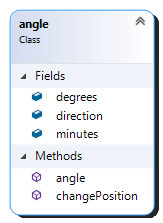 angle
Class
Fields
degrees
direction
minutes
Methods
angle
changePosition